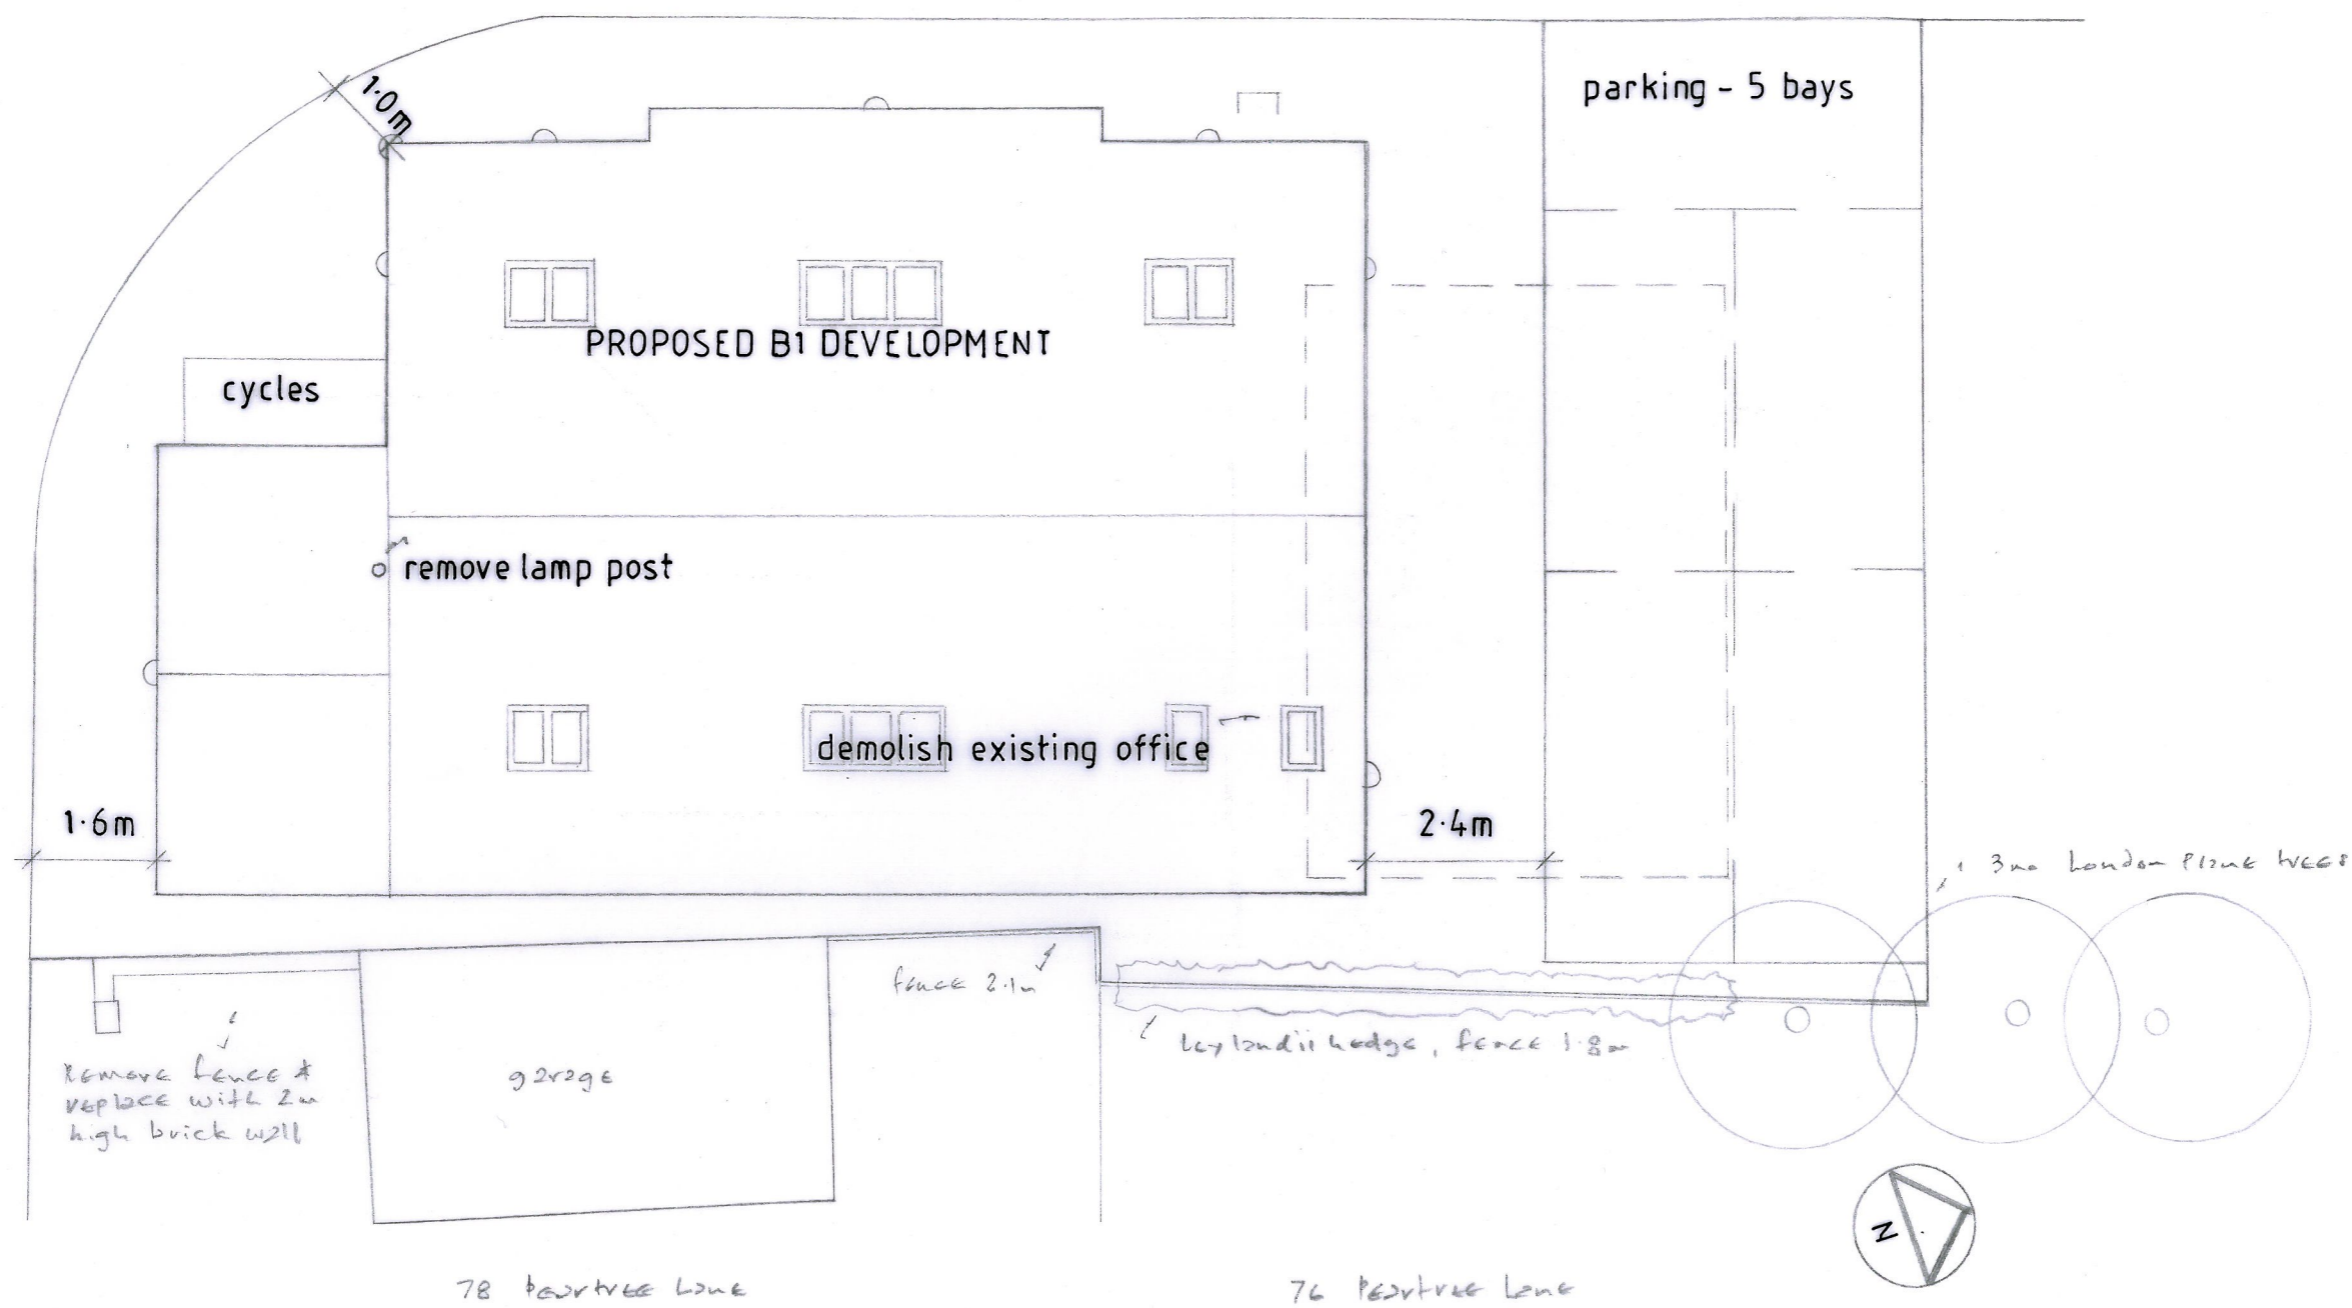 parking - 5 bays
1·0m
PROPOSED B1 DEVELOPMENT
cycles
remove lamp post
demolish existing office
1·6m
2·4m
3no London Plane trees
fence 2.1m
Leylandii hedge, fence 1.8m
Remove fence &
replace with 2m
high brick wall
garage
N
78 Peartree Lane
76 Peartree Lane